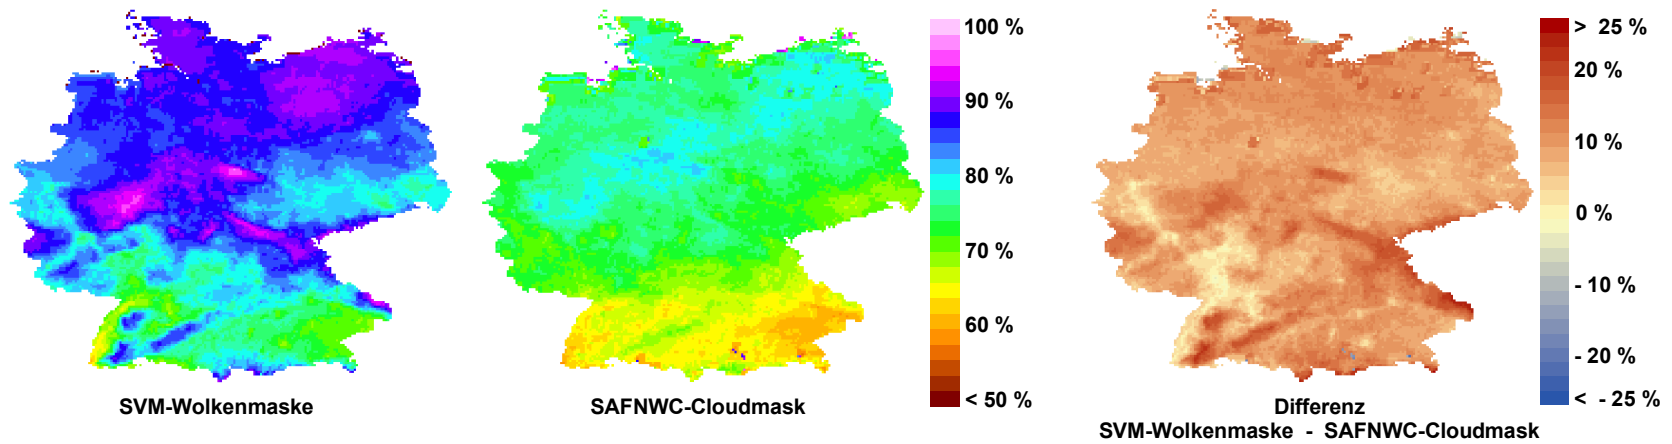 100 %
90 %
80 %
70 %
60 %
< 50 %
> 25 %
20 %
10 %
0 %
- 10 %
- 20 %
< - 25 %
SVM-Wolkenmaske
SAFNWC-Cloudmask
Differenz
SVM-Wolkenmaske - SAFNWC-Cloudmask